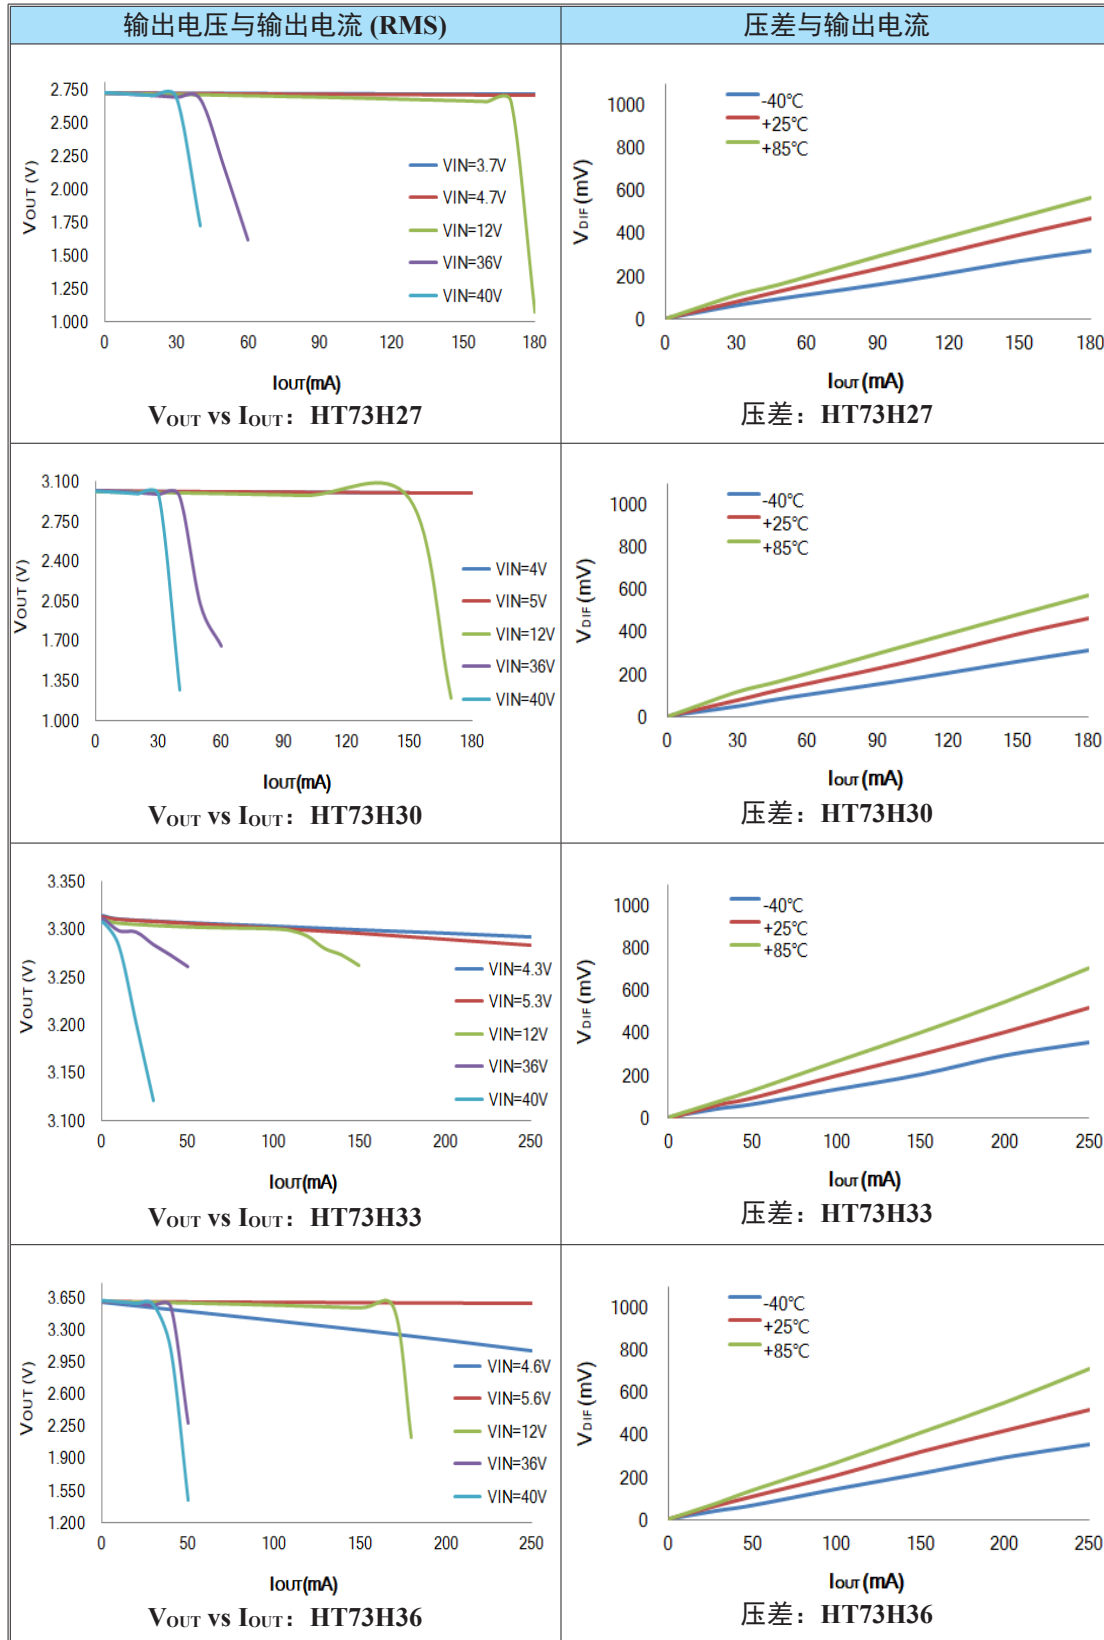 输出电压与输出电流 (RMS)
压差与输出电流
2.750
2.500
2.250
2.000
1.750
1.500
1.250
1.000
VOUT (V)
VIN=3.7V
VIN=4.7V
VIN=12V
VIN=36V
VIN=40V
0 30 60 90 120 150 180
IOUT(mA)
VOUT vs IOUT：HT73H27
1000
800
600
400
200
0
VDIF (mV)
-40℃
+25℃
+85℃
0 30 60 90 120 150 180
IOUT (mA)
压差：HT73H27
3.100
2.750
2.400
2.050
1.700
1.350
1.000
VOUT (V)
VIN=4V
VIN=5V
VIN=12V
VIN=36V
VIN=40V
0 30 60 90 120 150 180
IOUT(mA)
VOUT vs IOUT：HT73H30
1000
800
600
400
200
0
VDIF (mV)
-40℃
+25℃
+85℃
0 30 60 90 120 150 180
IOUT (mA)
压差：HT73H30
3.350
3.300
3.250
3.200
3.150
3.100
VOUT (V)
VIN=4.3V
VIN=5.3V
VIN=12V
VIN=36V
VIN=40V
0 50 100 150 200 250
IOUT(mA)
VOUT vs IOUT：HT73H33
1000
800
600
400
200
0
VDIF (mV)
-40℃
+25℃
+85℃
0 50 100 150 200 250
IOUT (mA)
压差：HT73H33
3.650
3.300
2.950
2.600
2.250
1.900
1.550
1.200
VOUT (V)
VIN=4.6V
VIN=5.6V
VIN=12V
VIN=36V
VIN=40V
0 50 100 150 200 250
IOUT(mA)
VOUT vs IOUT：HT73H36
1000
800
600
400
200
0
VDIF (mV)
-40℃
+25℃
+85℃
0 50 100 150 200 250
IOUT (mA)
压差：HT73H36